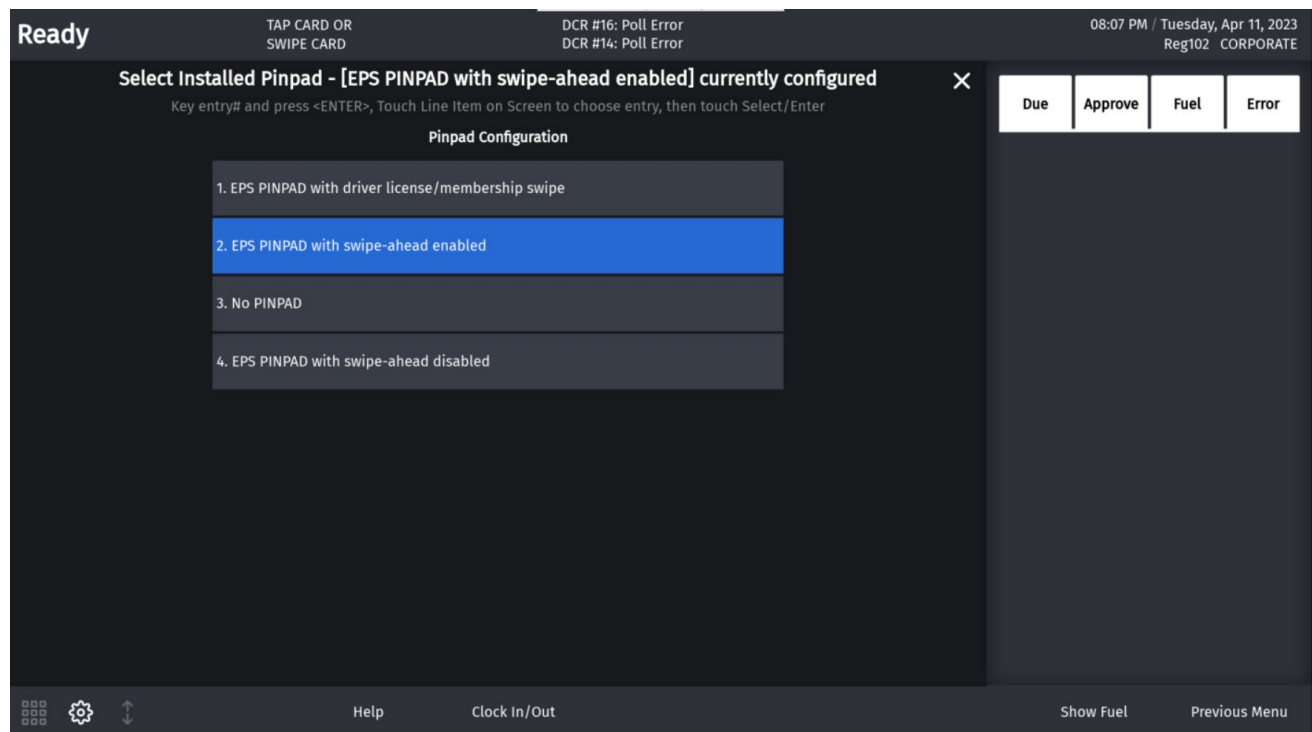 Ready
TAP CARD OR
SWIPE CARD
DCR #16: Poll Error
DCR #14: Poll Error
08:07 PM / Tuesday, Apr 11, 2023
Reg102 CORPORATE
Select Installed Pinpad - [EPS PINPAD with swipe-ahead enabled] currently configured
Key entry# and press <ENTER>, Touch Line Item on Screen to choose entry, then touch Select/Enter
Pinpad Configuration
1. EPS PINPAD with driver license/membership swipe
2. EPS PINPAD with swipe-ahead enabled
3. No PINPAD
4. EPS PINPAD with swipe-ahead disabled
Due Approve Fuel Error
Help Clock In/Out Show Fuel Previous Menu